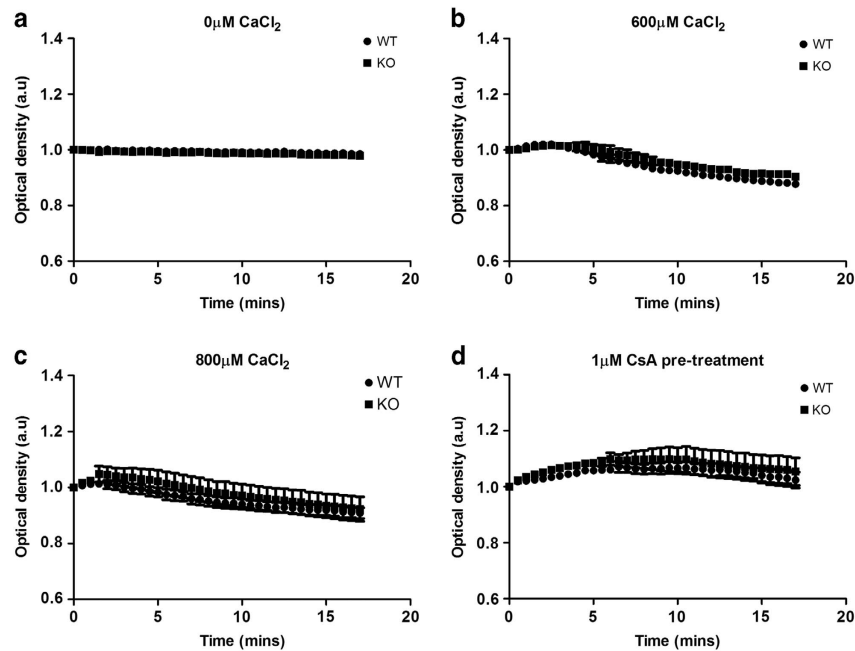 a
0μM CaCl2
WT
KO
Optical density (a.u)
1.4
1.2
1.0
0.8
0.6
0
5
10
15
20
Time (mins)
b
600μM CaCl2
WT
KO
Optical density (a.u)
1.4
1.2
1.0
0.8
0.6
0
5
10
15
20
Time (mins)
c
800μM CaCl2
WT
KO
Optical density (a.u)
1.4
1.2
1.0
0.8
0.6
0
5
10
15
20
Time (mins)
d
1μM CsA pre-treatment
WT
KO
Optical density (a.u)
1.4
1.2
1.0
0.8
0.6
0
5
10
15
20
Time (mins)